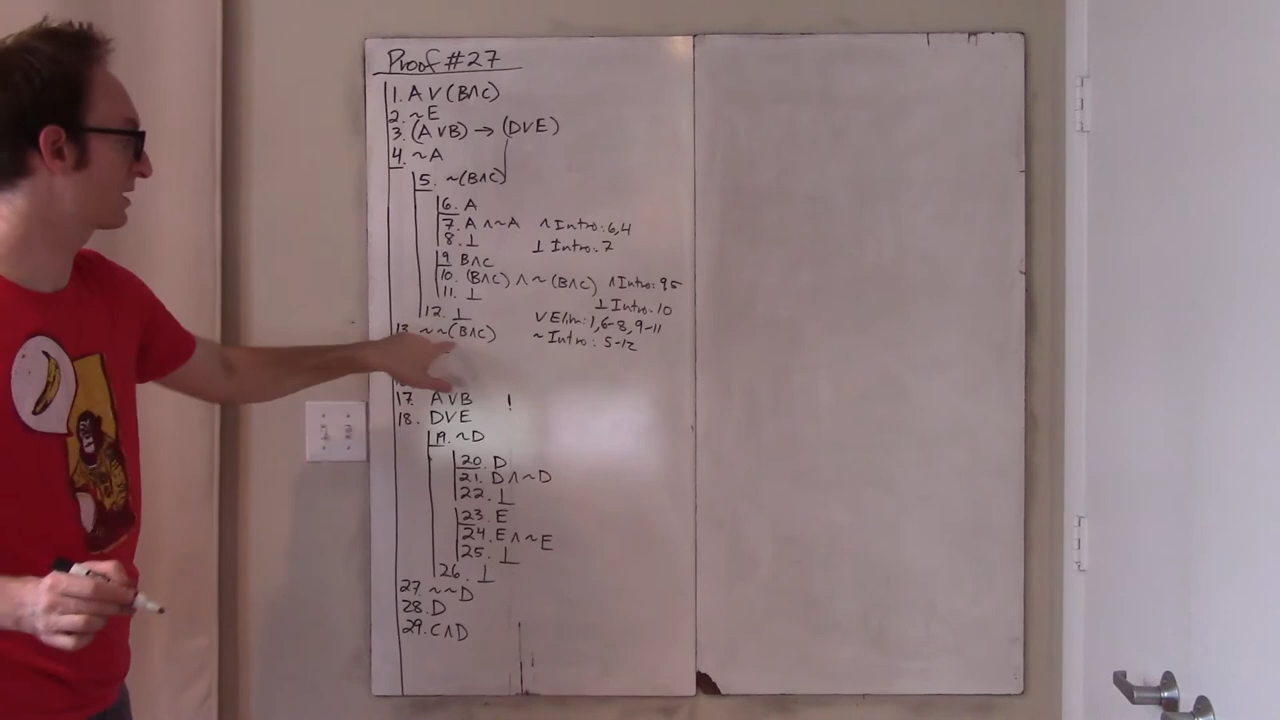 Proof #27
1. A ∨ (B∧C)
2. ~E
3. (A∨B) → (D∨E)
4. ~A
5. ~(B∧C)
6. A
7. A ∧ ~A ∧ Intro: 6,4
8. ⊥ ⊥ Intro: 7
9 B∧C
10. (B∧C) ∧ ~(B∧C) ∧ Intro: 9 5
11. ⊥ ⊥ Intro: 10
12. ⊥ ∨ Elim: 1, 6-8, 9-11
13. ~~(B∧C) ~ Intro: 5-12
17. A∨B !
18. D∨E
19. ~D
20. D
21. D∧~D
22. ⊥
23. E
24. E∧~E
25. ⊥
26. ⊥
27. ~~D
28. D
29. C∧D